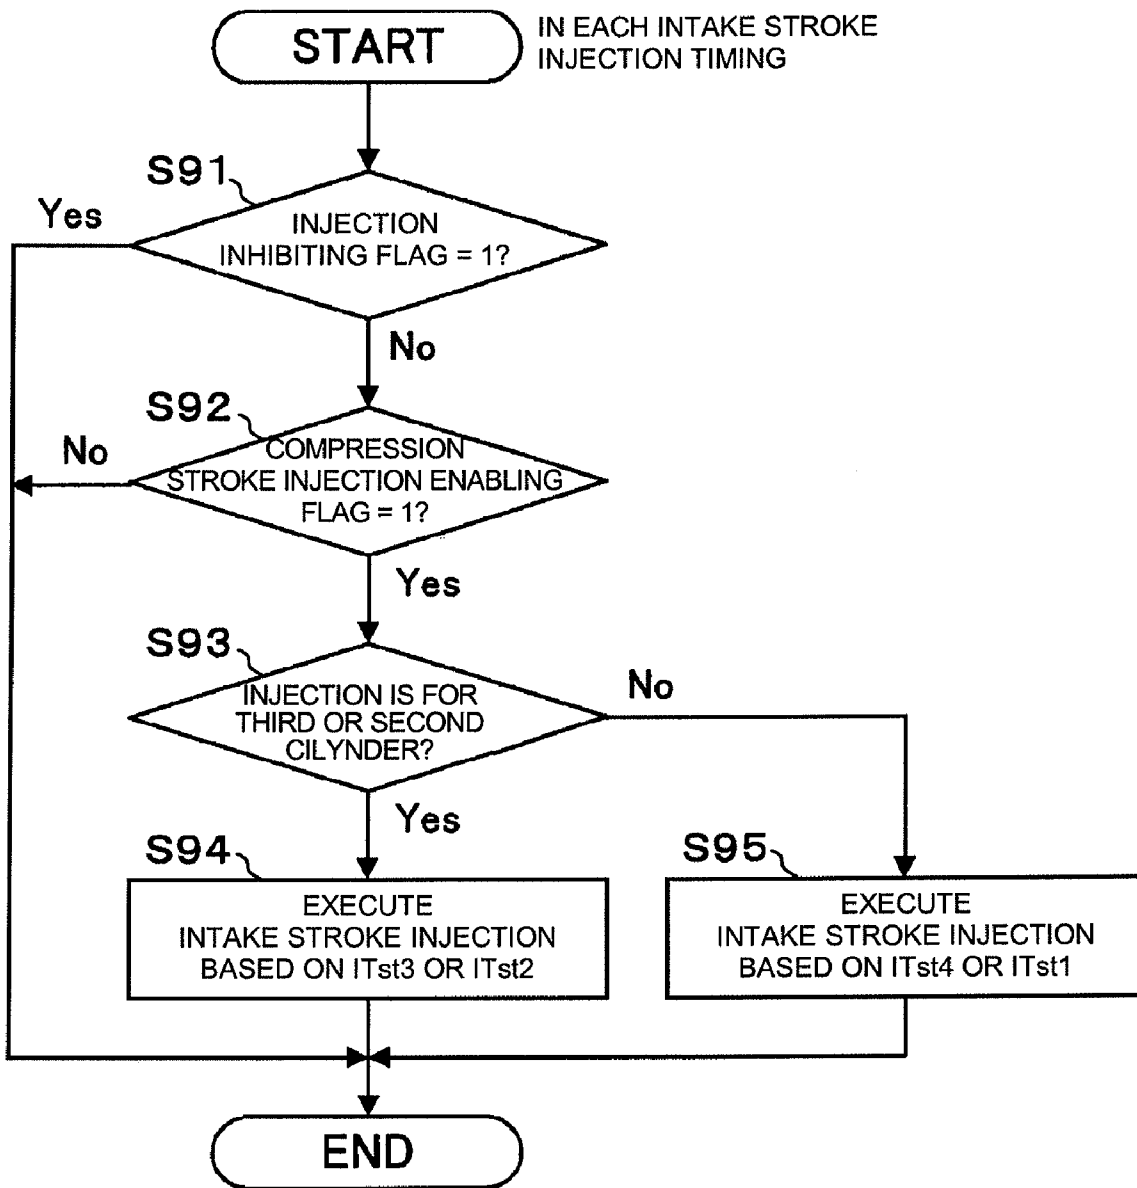 START
IN EACH INTAKE STROKE
INJECTION TIMING
S91
Yes
INJECTION
INHIBITING FLAG = 1?
No
S92
No
COMPRESSION
STROKE INJECTION ENABLING
FLAG = 1?
Yes
S93
No
INJECTION IS FOR
THIRD OR SECOND
CILYNDER?
Yes
S94
EXECUTE
INTAKE STROKE INJECTION
BASED ON ITst3 OR ITst2
S95
EXECUTE
INTAKE STROKE INJECTION
BASED ON ITst4 OR ITst1
END